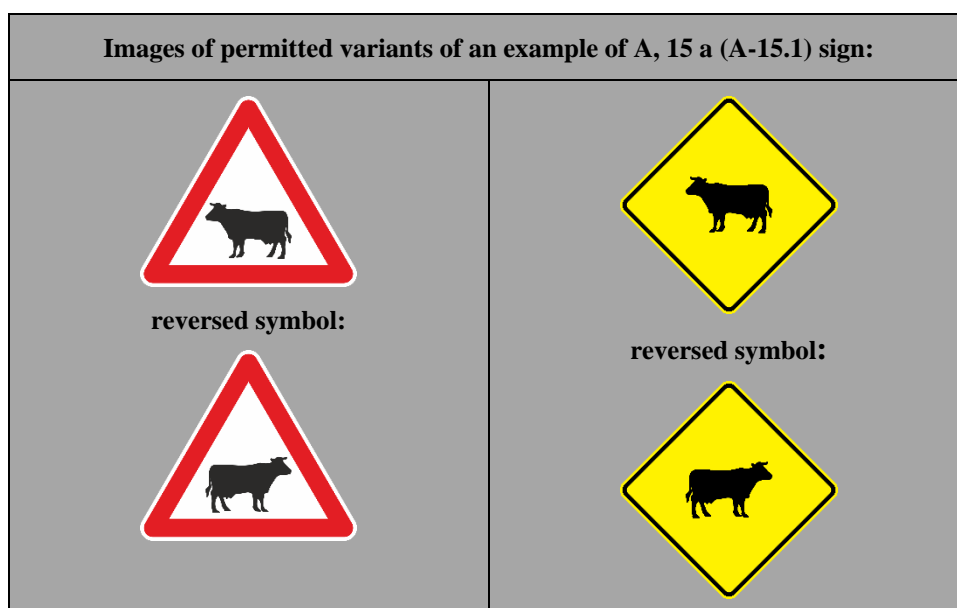 Images of permitted variants of an example of A, 15 a (A-15.1) sign:
reversed symbol:
reversed symbol: